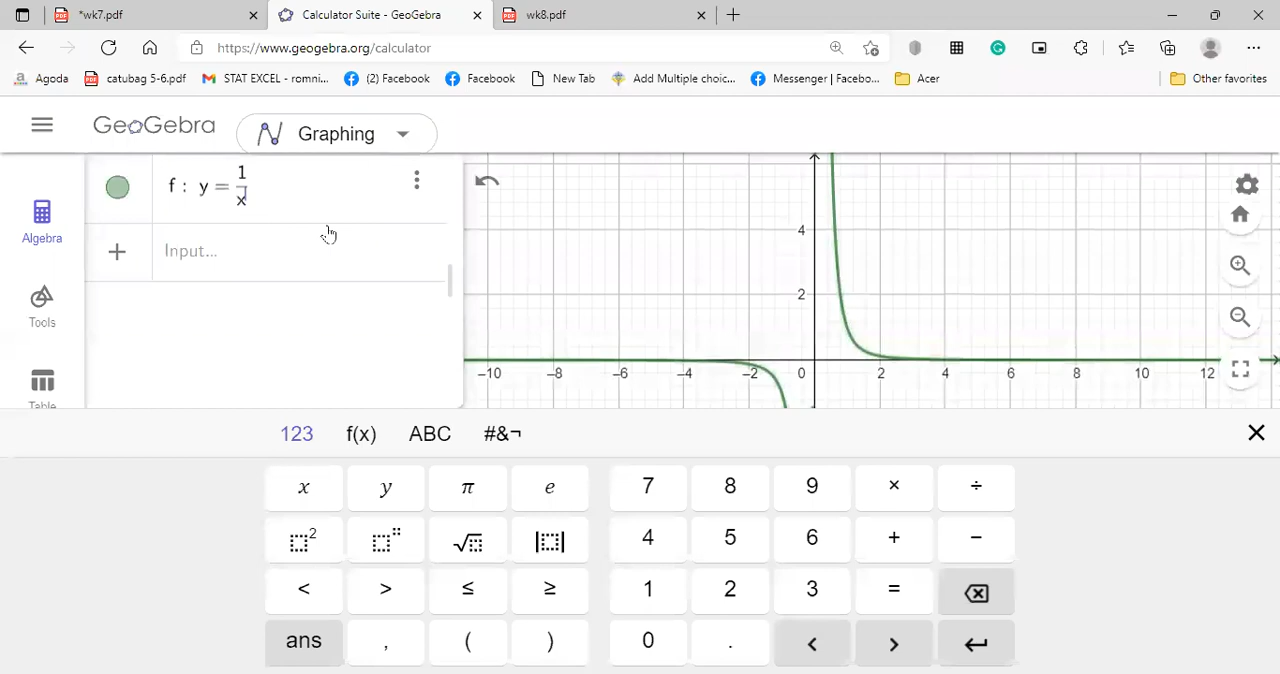 *wk7.pdf
Calculator Suite - GeoGebra
wk8.pdf
https://www.geogebra.org/calculator
Agoda
catubag 5-6.pdf
STAT EXCEL - romni...
(2) Facebook
Facebook
New Tab
Add Multiple choic...
Messenger | Facebo...
Acer
Other favorites
GeoGebra
Graphing
f : y = 1/x
Input...
Algebra
Tools
Table
4
2
−10 −8 −6 −4 −2 0 2 4 6 8 10 12
123 f(x) ABC #&¬
x y π e 7 8 9 × ÷
² √ 4 5 6 + −
< > ≤ ≥ 1 2 3 =
ans , ( ) 0 . < >